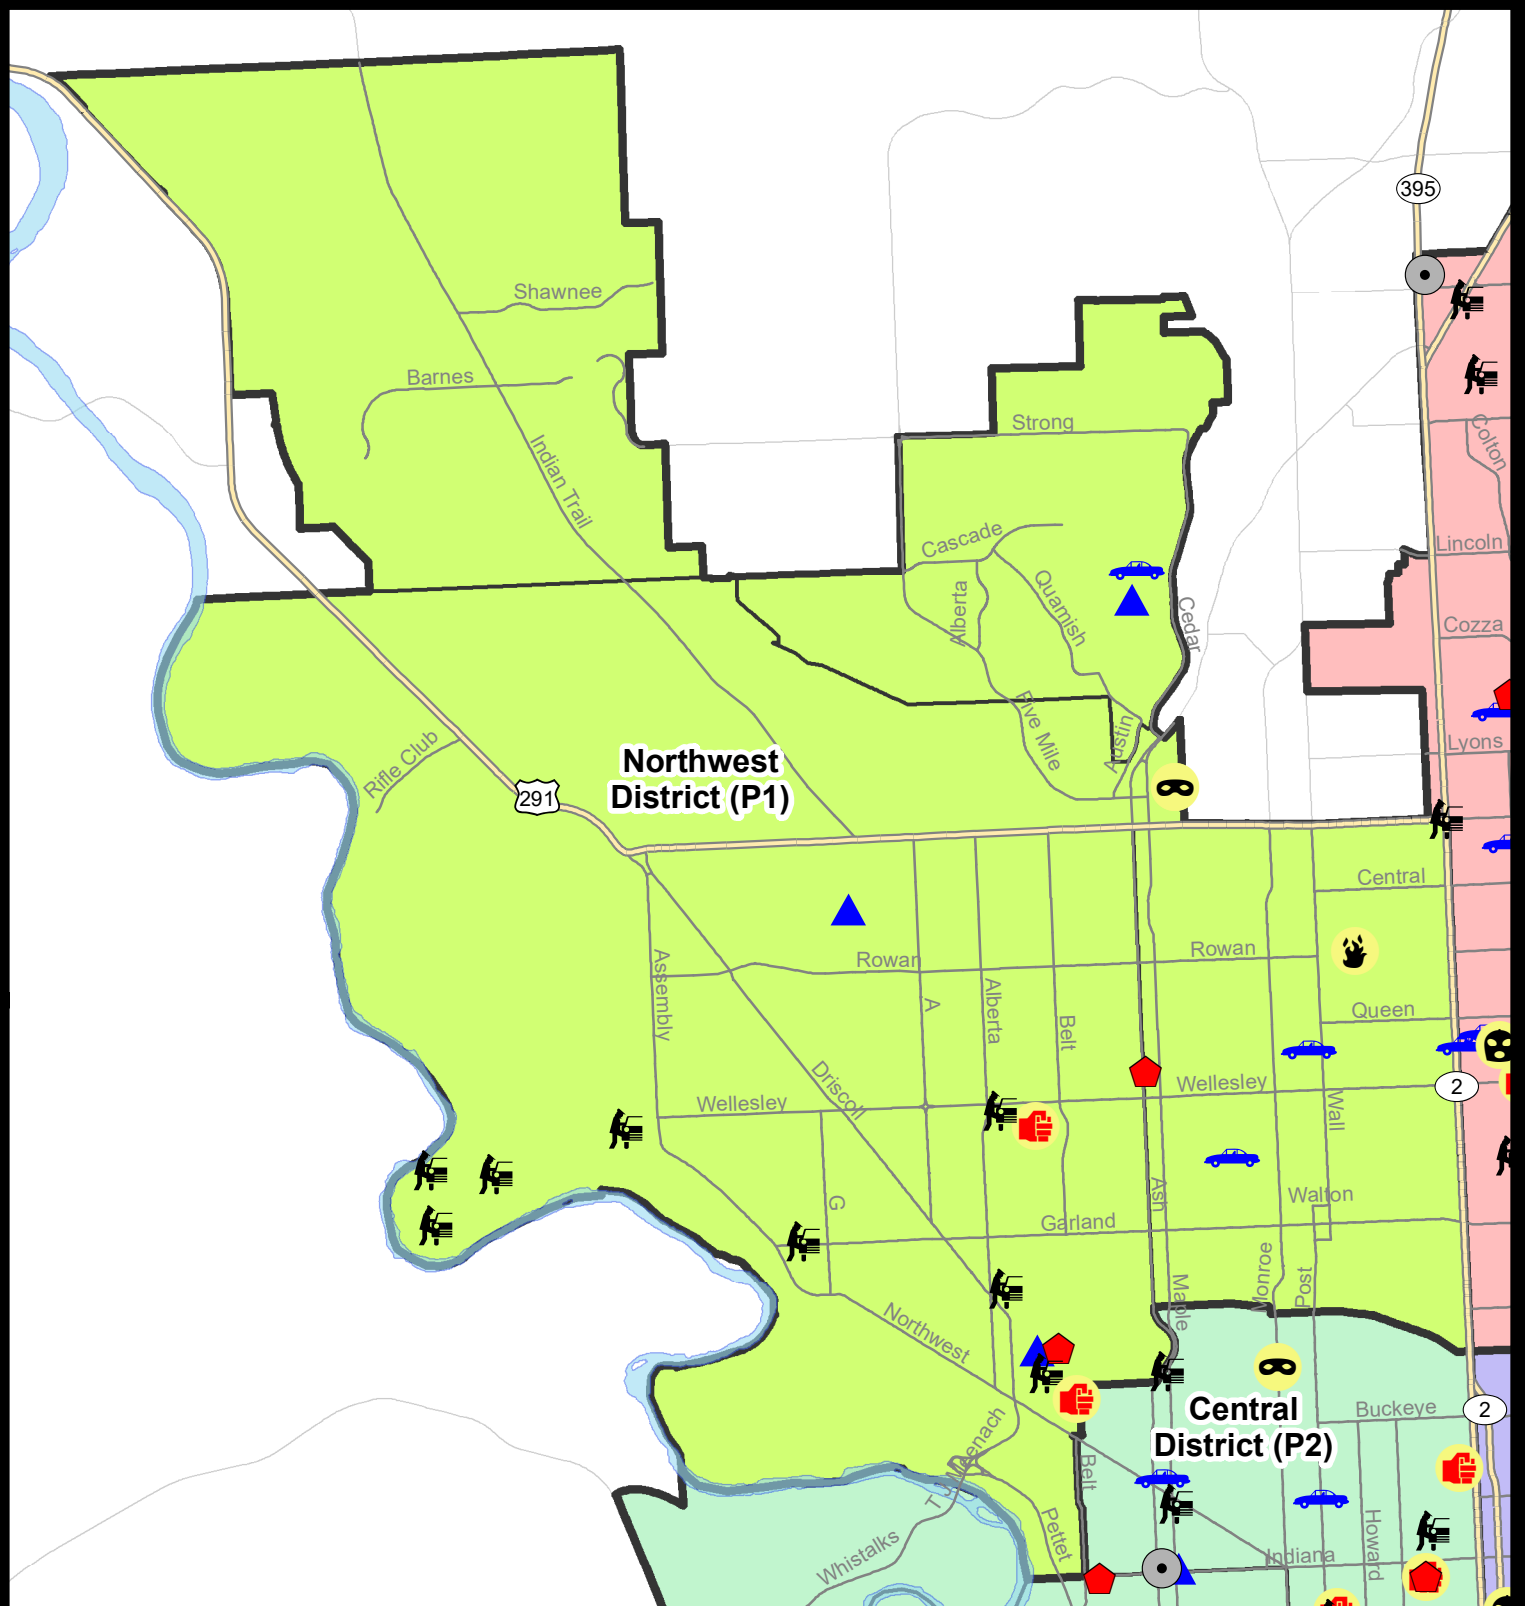 395
Shawnee
Barnes
Strong
Colton
Indian Trail
Cascade
Lincoln
Alberta
Quamish
Cedar
Cozza
Five Mile
Austin
Lyons
Rifle Club
Northwest
District (P1)
291
Central
Assembly
Rowan
Rowan
A
Alberta
Belt
Queen
Driscoll
Wellesley
Wellesley
2
Wall
G
Ash
Walton
Garland
Monroe
Post
Maple
Northwest
Central
District (P2)
Buckeye
2
T J Meenach
Belt
Pettet
Whistalks
Indiana
Howard